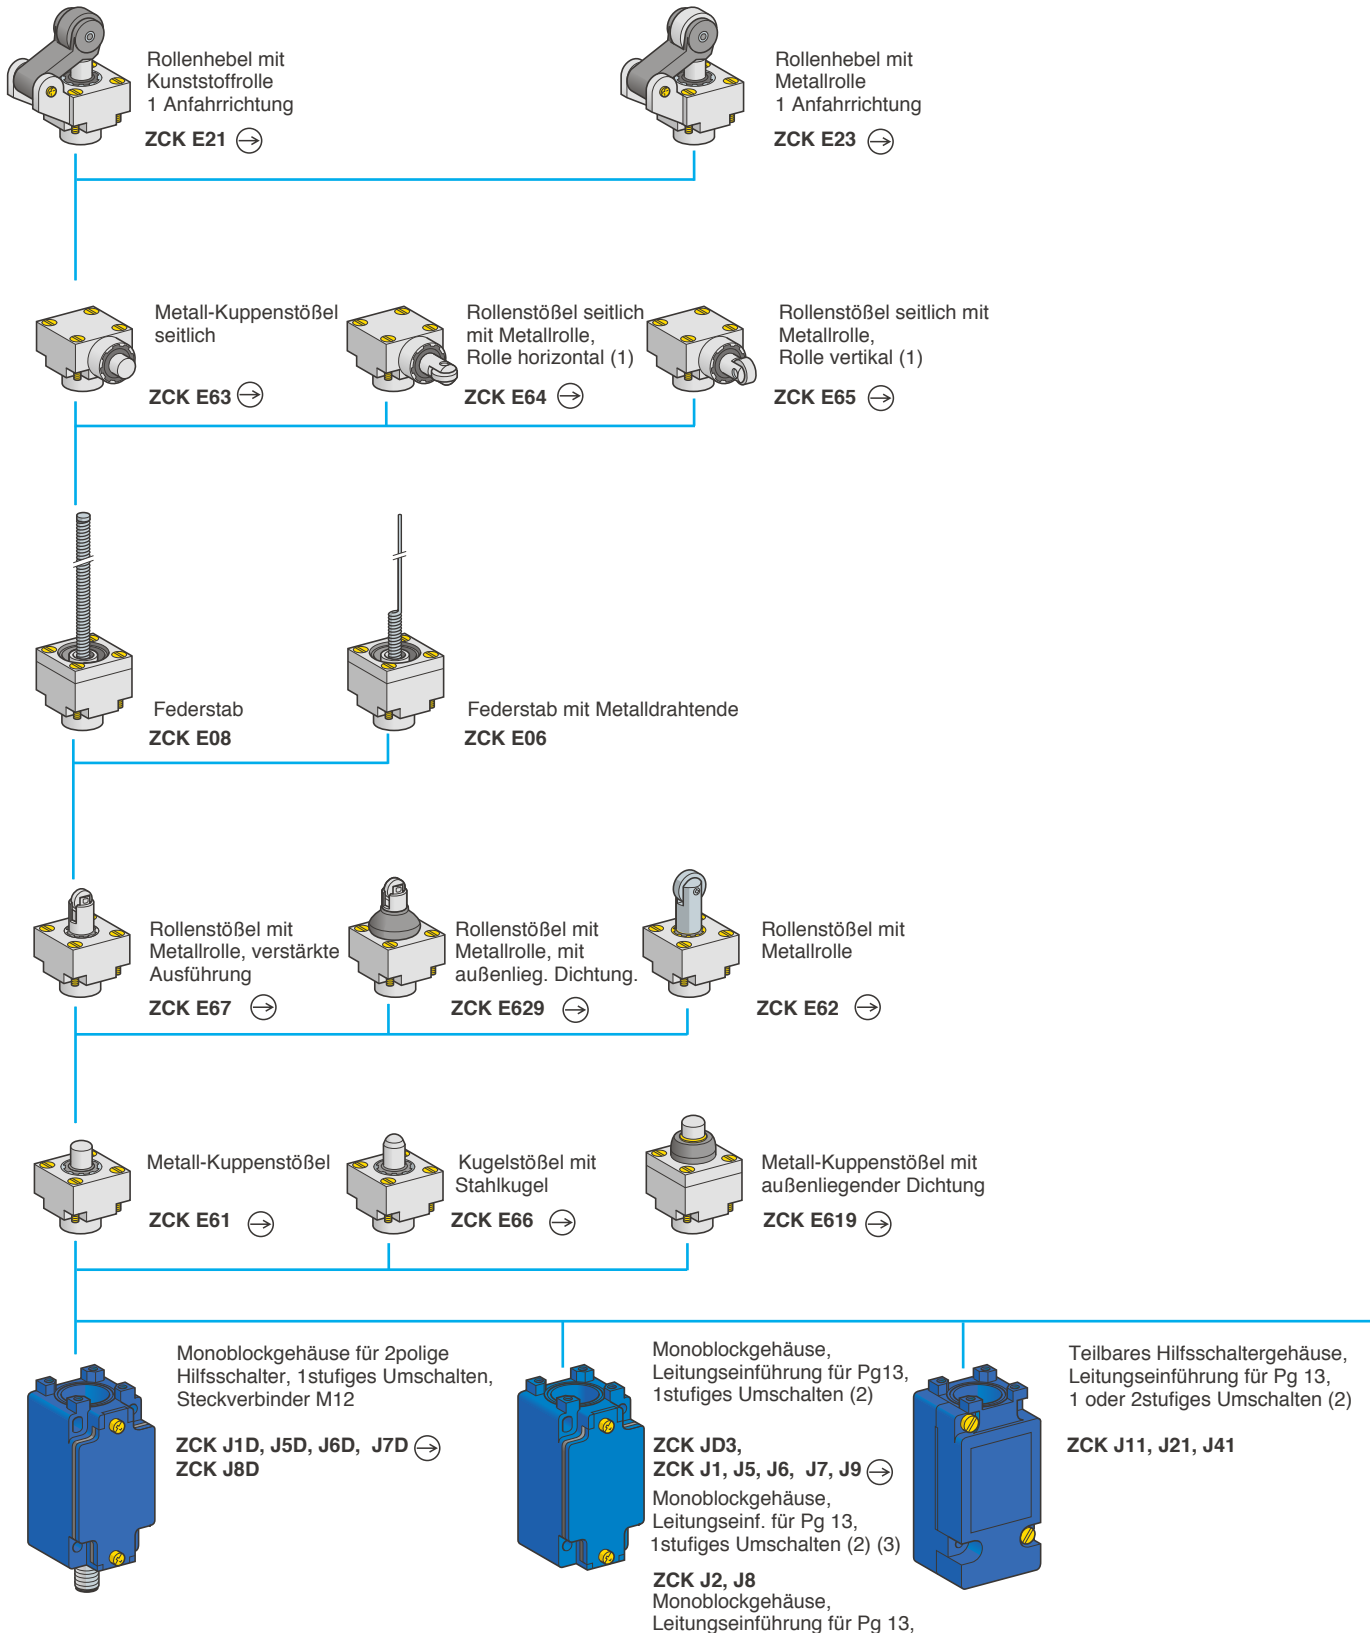 Rollenhebel mit
Kunststoffrolle
1 Anfahrrichtung
ZCK E21
Rollenhebel mit
Metallrolle
1 Anfahrrichtung
ZCK E23
Metall-Kuppenstößel
seitlich
ZCK E63
Rollenstößel seitlich
mit Metallrolle,
Rolle horizontal (1)
ZCK E64
Rollenstößel seitlich mit
Metallrolle,
Rolle vertikal (1)
ZCK E65
Federstab
ZCK E08
Federstab mit Metalldrahtende
ZCK E06
Rollenstößel mit
Metallrolle, verstärkte
Ausführung
ZCK E67
Rollenstößel mit
Metallrolle, mit
außenlieg. Dichtung.
ZCK E629
Rollenstößel mit
Metallrolle
ZCK E62
Metall-Kuppenstößel
ZCK E61
Kugelstößel mit
Stahlkugel
ZCK E66
Metall-Kuppenstößel mit
außenliegender Dichtung
ZCK E619
Monoblockgehäuse für 2polige
Hilfsschalter, 1stufiges Umschalten,
Steckverbinder M12
ZCK J1D, J5D, J6D, J7D
ZCK J8D
Monoblockgehäuse,
Leitungseinführung für Pg13,
1stufiges Umschalten (2)
ZCK JD3,
ZCK J1, J5, J6, J7, J9
Monoblockgehäuse,
Leitungseinf. für Pg 13,
1stufiges Umschalten (2) (3)
ZCK J2, J8
Monoblockgehäuse,
Leitungseinführung für Pg 13,
Teilbares Hilfsschaltergehäuse,
Leitungseinführung für Pg 13,
1 oder 2stufiges Umschalten (2)
ZCK J11, J21, J41